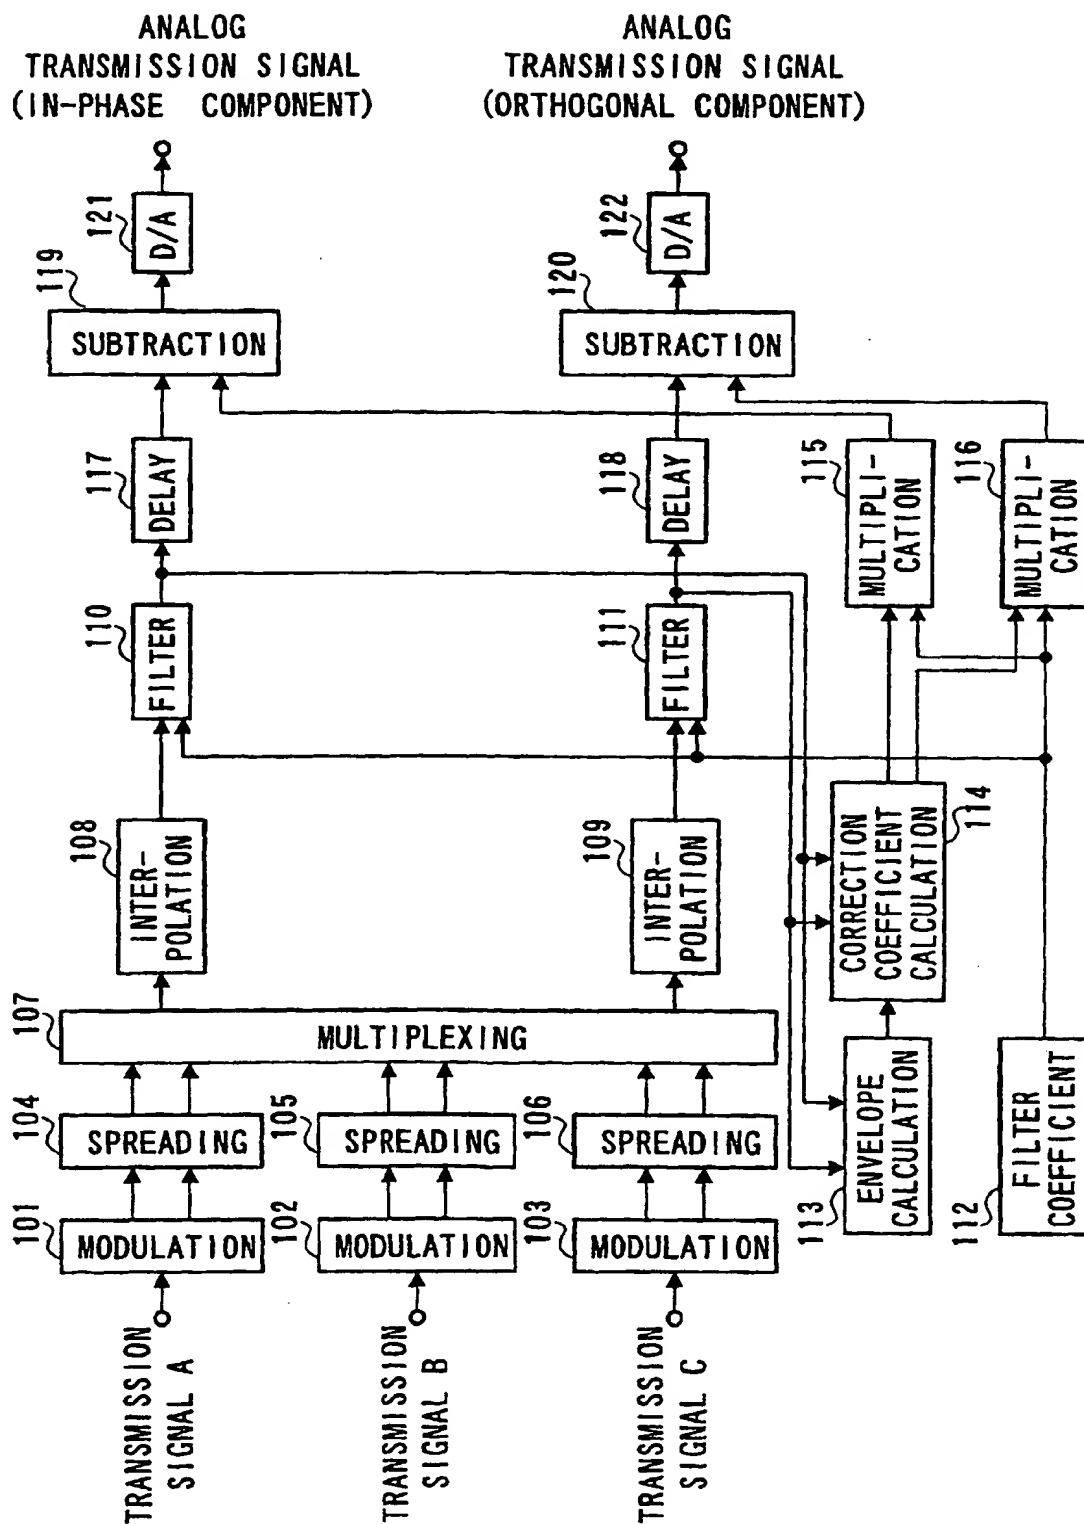 ANALOG
TRANSMISSION SIGNAL
(IN-PHASE COMPONENT)
ANALOG
TRANSMISSION SIGNAL
(ORTHOGONAL COMPONENT)
121
D/A
122
D/A
119
SUBTRACTION
120
SUBTRACTION
117
DELAY
118
DELAY
115
MULTIPLI-
CATION
116
MULTIPLI-
CATION
110
FILTER
111
FILTER
108
INTER-
POLATION
109
INTER-
POLATION
CORRECTION
COEFFICIENT
CALCULATION
114
107
MULTIPLEXING
104
SPREADING
105
SPREADING
106
SPREADING
113
ENVELOPE
CALCULATION
112
FILTER
COEFFICIENT
101
MODULATION
102
MODULATION
103
MODULATION
TRANSMISSION
SIGNAL A
TRANSMISSION
SIGNAL B
TRANSMISSION
SIGNAL C